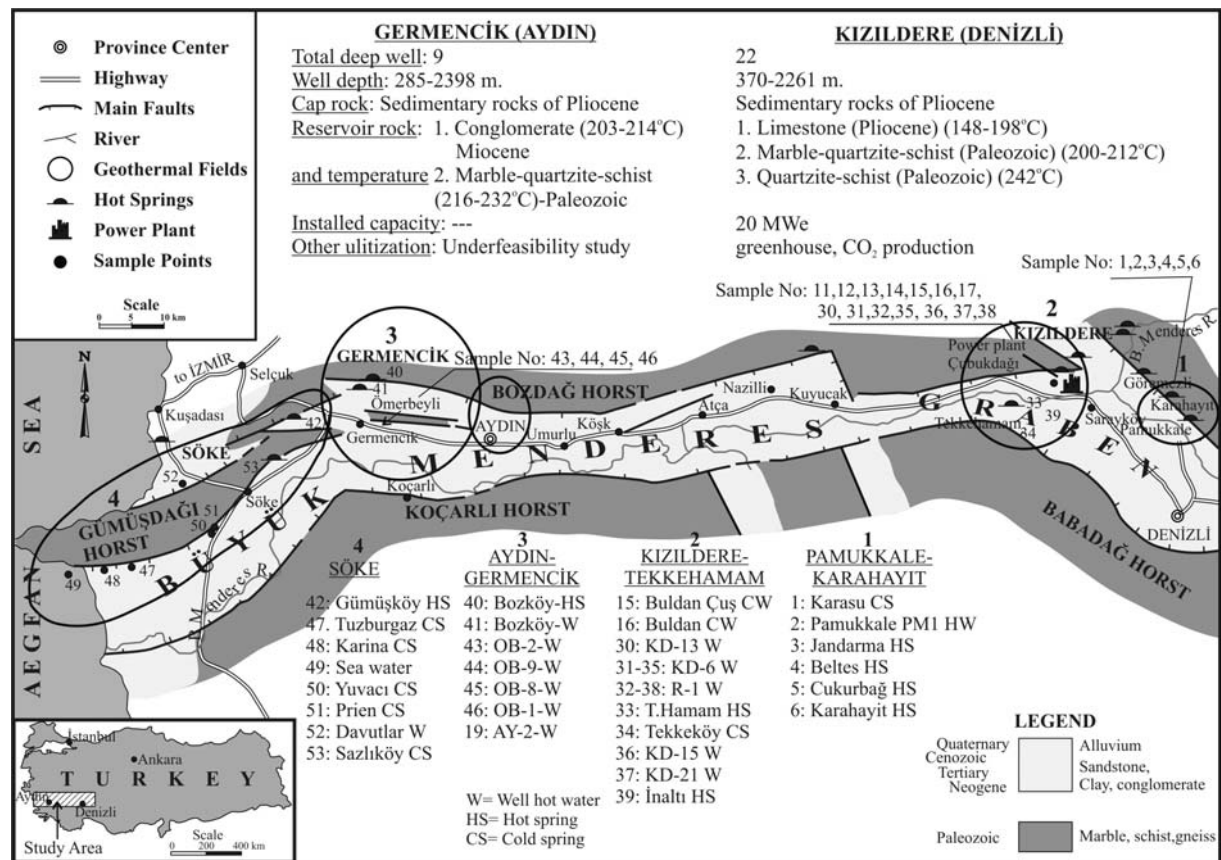 Province Center
Highway
Main Faults
River
Geothermal Fields
Hot Springs
Power Plant
Sample Points
Scale
0 5 10 km
GERMENCİK (AYDIN)
Total deep well: 9
Well depth: 285-2398 m.
Cap rock: Sedimentary rocks of Pliocene
Reservoir rock: 1. Conglomerate (203-214°C)
Miocene
and temperature 2. Marble-quartzite-schist
(216-232°C)-Paleozoic
Installed capacity: ---
Other ulitization: Underfeasibility study
KIZILDERE (DENİZLİ)
22
370-2261 m.
Sedimentary rocks of Pliocene
1. Limestone (Pliocene) (148-198°C)
2. Marble-quartzite-schist (Paleozoic) (200-212°C)
3. Quartzite-schist (Paleozoic) (242°C)
20 MWe
greenhouse, CO₂ production
Sample No: 1,2,3,4,5,6
Sample No: 11,12,13,14,15,16,17,
30, 31,32,35, 36, 37,38
Sample No: 43, 44, 45, 46
N
to İZMİR
Selçuk
Kuşadası
SÖKE
42
53
52
Söke
51
50
4
GÜMÜŞDAĞI
HORST
49
48
47
AEGEAN SEA
B.M enderes R.
3
GERMENCİK
40
41
Ömerbeyli
Germencik
AYDIN
BOZDAĞ HORST
Umurlu
Köşk
Atça
Nazilli
Kuyucak
Koçarlı
KOÇARLI HORST
BÜYÜK MENDERES GRABEN
2
KIZILDERE
Power plant
Çubukdağı
33
Tekkehamam
34
39
Sarayköy
B.M enderes R.
1
Gölemezli
Karahayıt
Pamukkale
DENİZLİ
BABADAĞ HORST
4
SÖKE
42: Gümüşköy HS
47. Tuzburgaz CS
48: Karina CS
49: Sea water
50: Yuvacı CS
51: Prien CS
52: Davutlar W
53: Sazlıköy CS
3
AYDIN-
GERMENCİK
40: Bozköy-HS
41: Bozköy-W
43: OB-2-W
44: OB-9-W
45: OB-8-W
46: OB-1-W
19: AY-2-W
W= Well hot water
HS= Hot spring
CS= Cold spring
2
KIZILDERE-
TEKKEHAMAM
15: Buldan Çuş CW
16: Buldan CW
30: KD-13 W
31-35: KD-6 W
32-38: R-1 W
33: T.Hamam HS
34: Tekkeköy CS
36: KD-15 W
37: KD-21 W
39: İnaltı HS
1
PAMUKKALE-
KARAHAYIT
1: Karasu CS
2: Pamukkale PM1 HW
3: Jandarma HS
4: Beltes HS
5: Cukurbağ HS
6: Karahayit HS
LEGEND
Quaternary
Cenozoic
Tertiary
Neogene
Alluvium
Sandstone,
Clay, conglomerate
Paleozoic
Marble, schist,gneiss
İstanbul
Ankara
TURKEY
Aydın
Denizli
Study Area
Scale
0 200 400 km